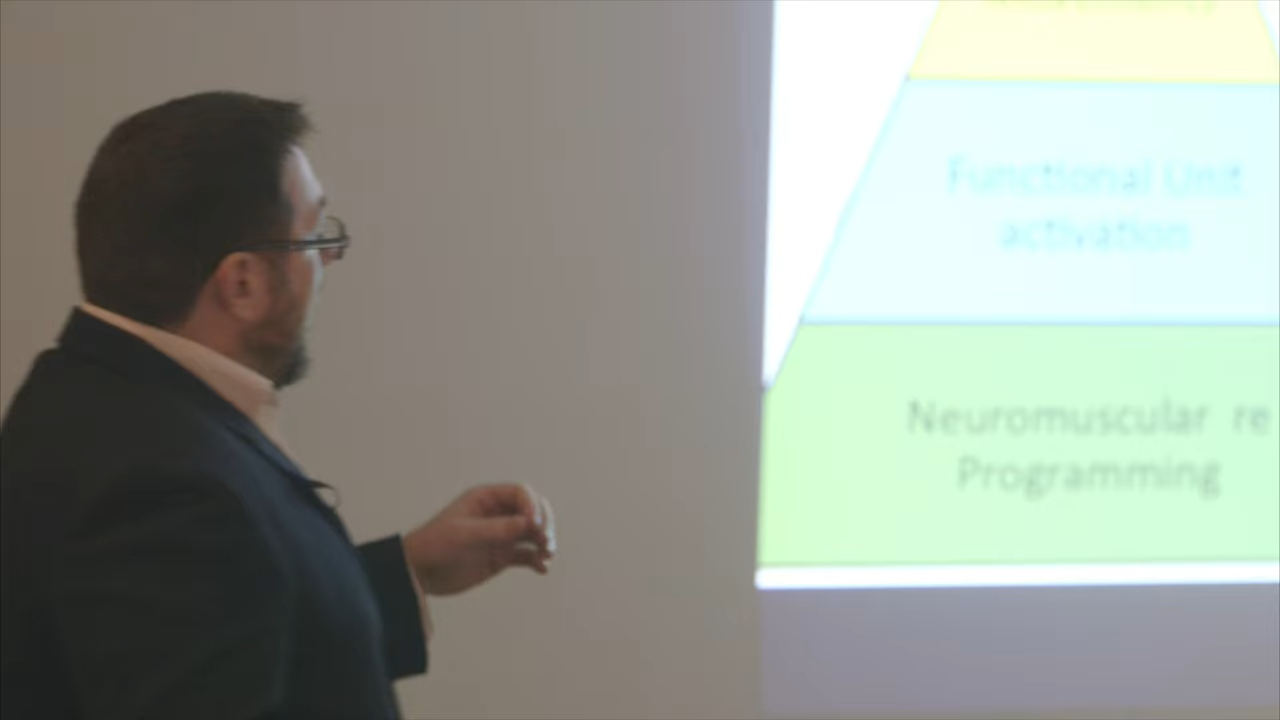 Functional Unit
activation
Neuromuscular re
Programming